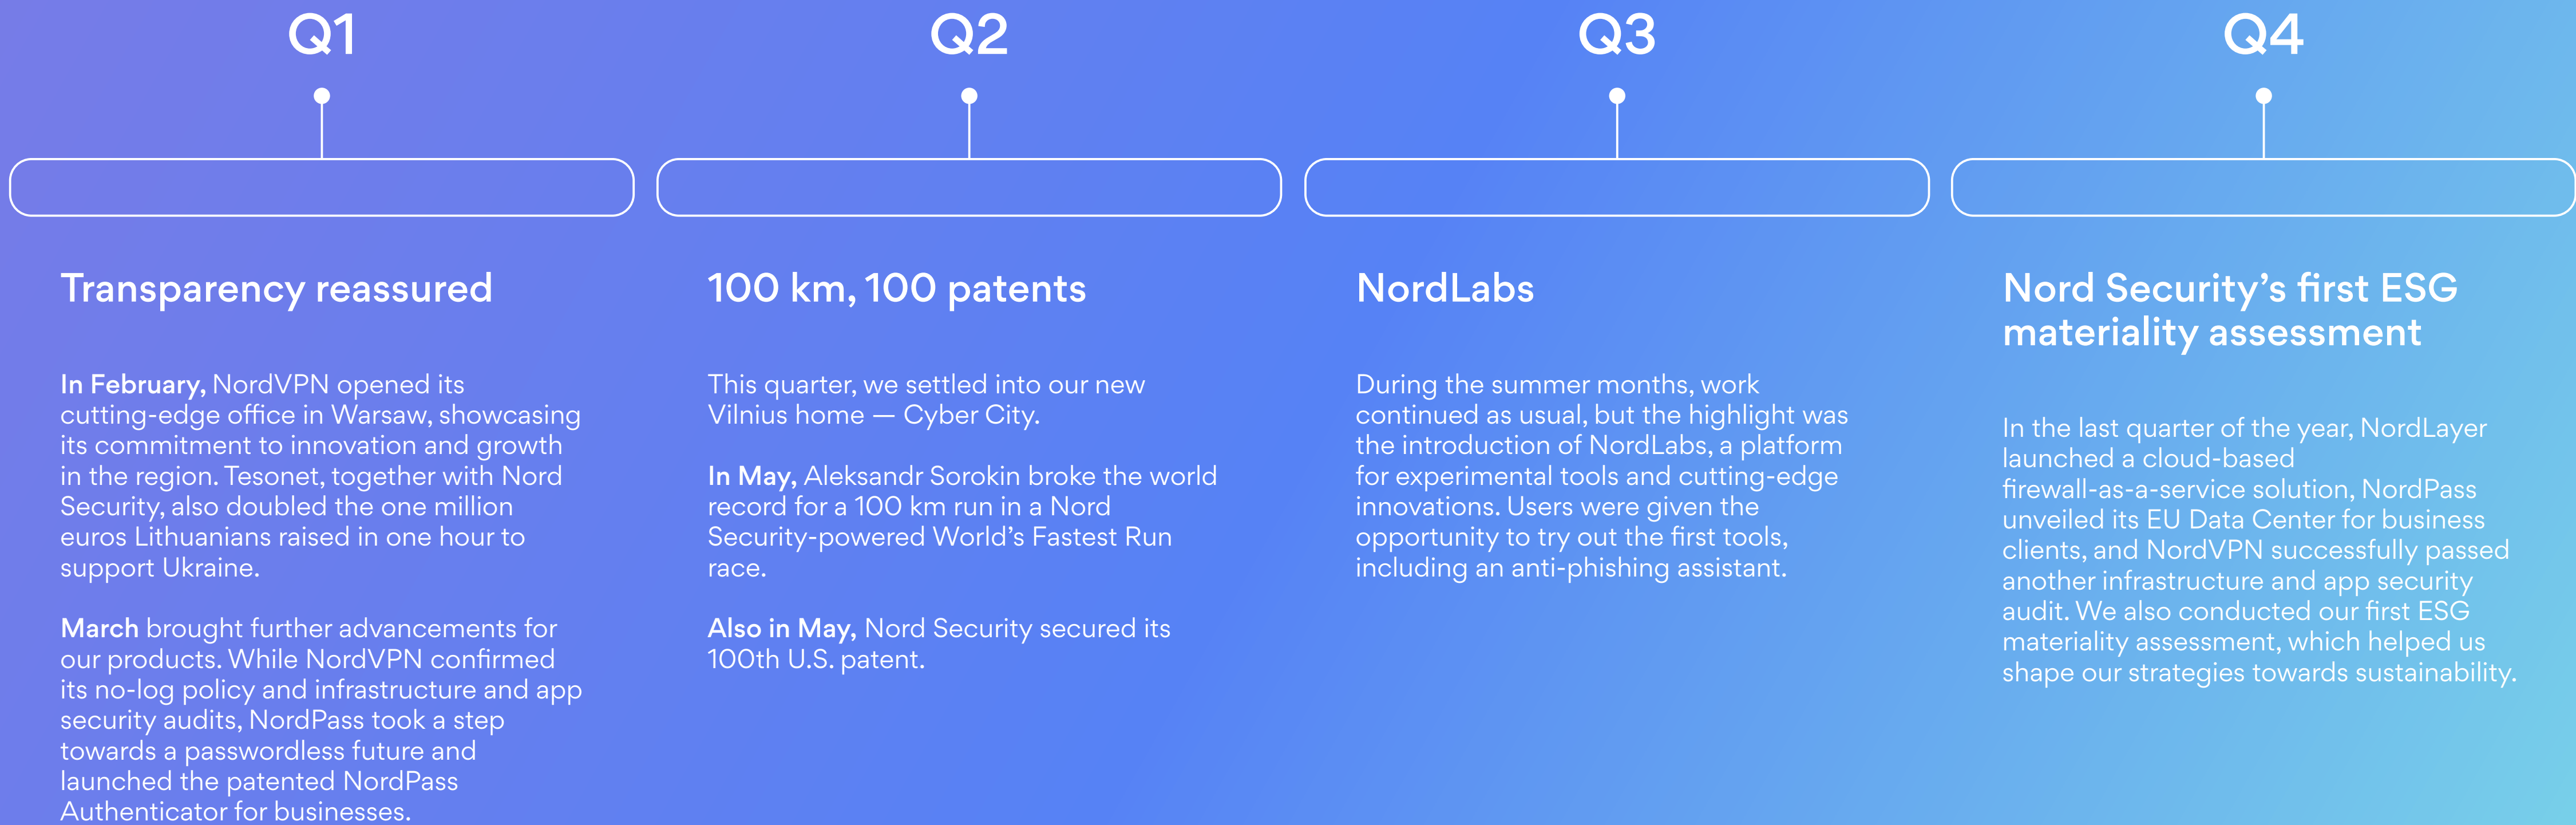 Q1
Transparency reassured
In February, NordVPN opened its
cutting-edge office in Warsaw, showcasing
its commitment to innovation and growth
in the region. Tesonet, together with Nord
Security, also doubled the one million
euros Lithuanians raised in one hour to
support Ukraine.
March brought further advancements for
our products. While NordVPN confirmed
its no-log policy and infrastructure and app
security audits, NordPass took a step
towards a passwordless future and
launched the patented NordPass
Authenticator for businesses.
Q2
100 km, 100 patents
This quarter, we settled into our new
Vilnius home — Cyber City.
In May, Aleksandr Sorokin broke the world
record for a 100 km run in a Nord
Security-powered World’s Fastest Run
race.
Also in May, Nord Security secured its
100th U.S. patent.
Q3
NordLabs
During the summer months, work
continued as usual, but the highlight was
the introduction of NordLabs, a platform
for experimental tools and cutting-edge
innovations. Users were given the
opportunity to try out the first tools,
including an anti-phishing assistant.
Q4
Nord Security’s first ESG
materiality assessment
In the last quarter of the year, NordLayer
launched a cloud-based
firewall-as-a-service solution, NordPass
unveiled its EU Data Center for business
clients, and NordVPN successfully passed
another infrastructure and app security
audit. We also conducted our first ESG
materiality assessment, which helped us
shape our strategies towards sustainability.